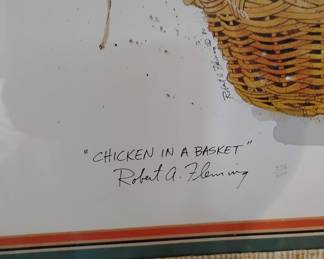 "CHICKEN IN A BASKET"
Robert A. Fleming